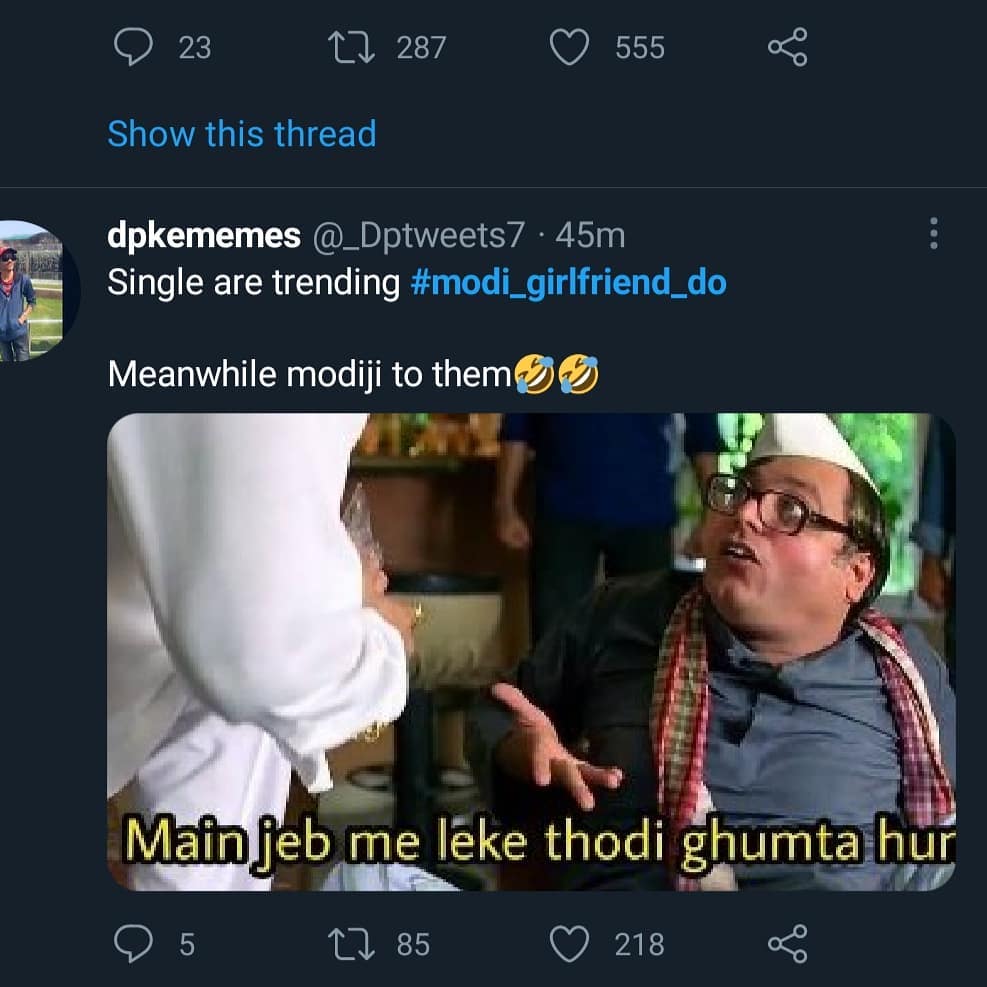 23 287 555
Show this thread
dpkememes @_Dptweets7 · 45m
Single are trending #modi_girlfriend_do
Meanwhile modiji to them🤣🤣
Main jeb me leke thodi ghumta hun
5 85 218